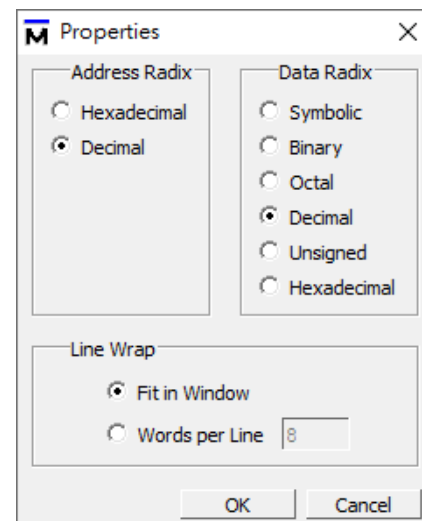 M Properties
Address Radix
Hexadecimal
Decimal
Data Radix
Symbolic
Binary
Octal
Decimal
Unsigned
Hexadecimal
Line Wrap
Fit in Window
Words per Line 8
OK Cancel